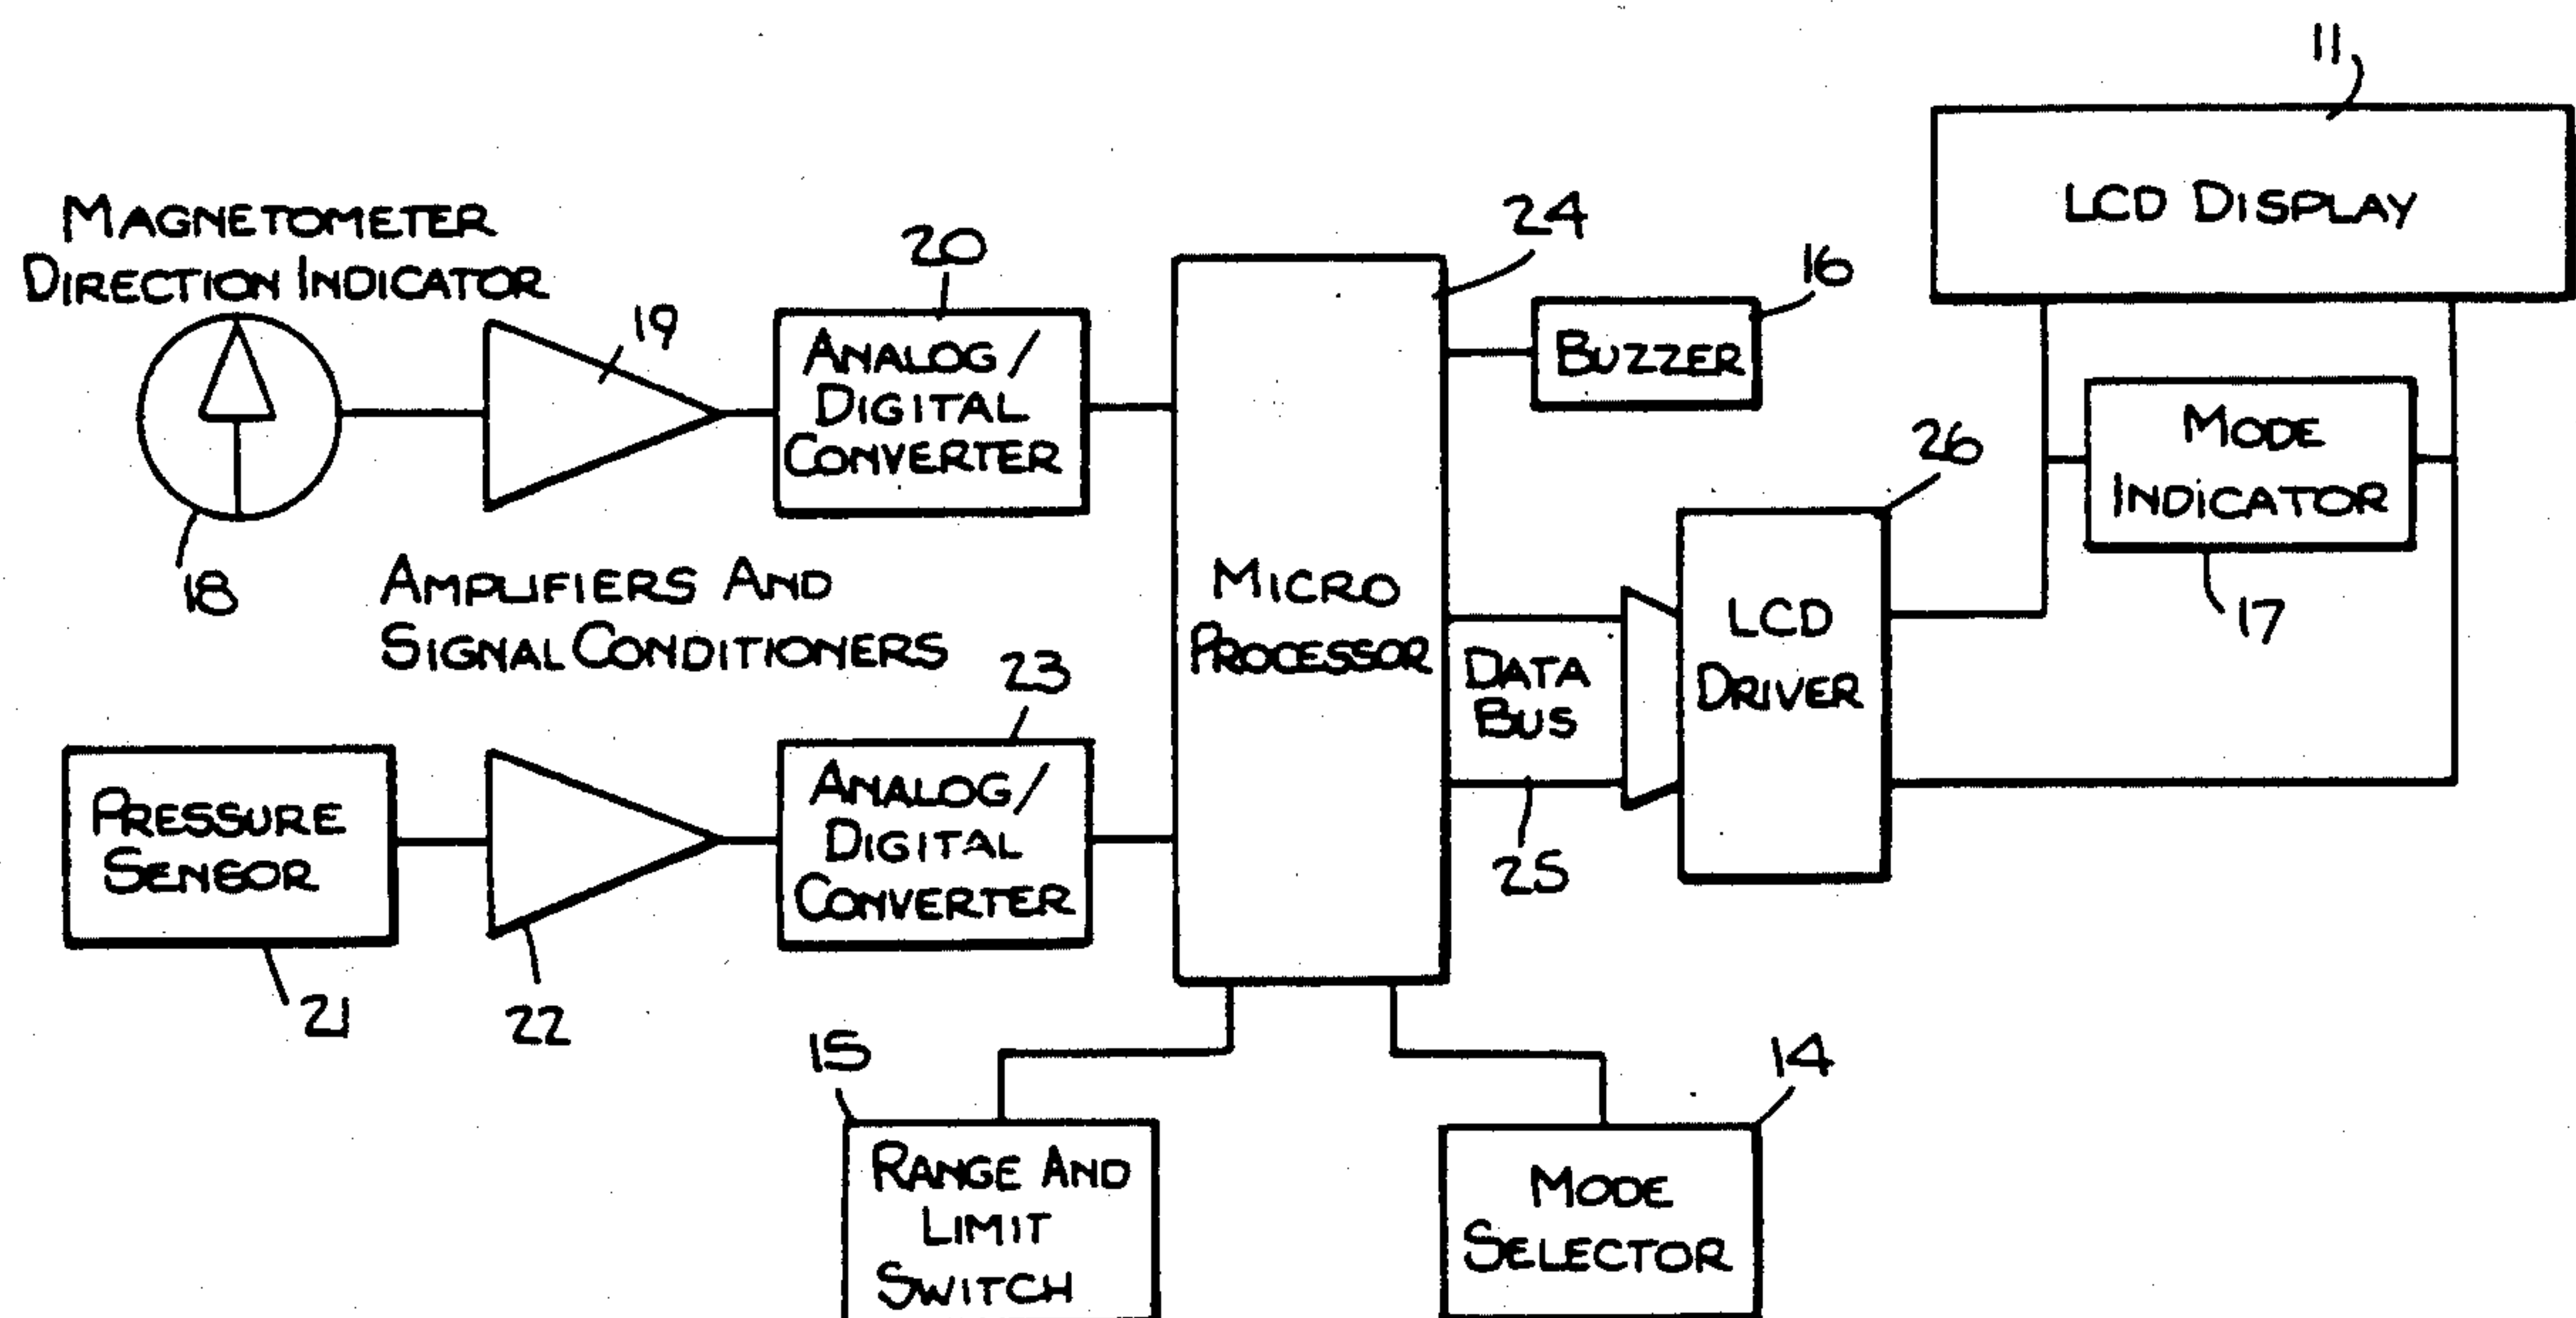 11
LCD DISPLAY
MAGNETOMETER
DIRECTION INDICATOR
18
19
20
ANALOG/
DIGITAL
CONVERTER
24
MICRO
PROCESSOR
16
BUZZER
MODE
INDICATOR
17
26
LCD
DRIVER
DATA
BUS
25
AMPLIFIERS AND
SIGNAL CONDITIONERS
23
ANALOG/
DIGITAL
CONVERTER
PRESSURE
SENSOR
21
22
15
RANGE AND
LIMIT
SWITCH
14
MODE
SELECTOR